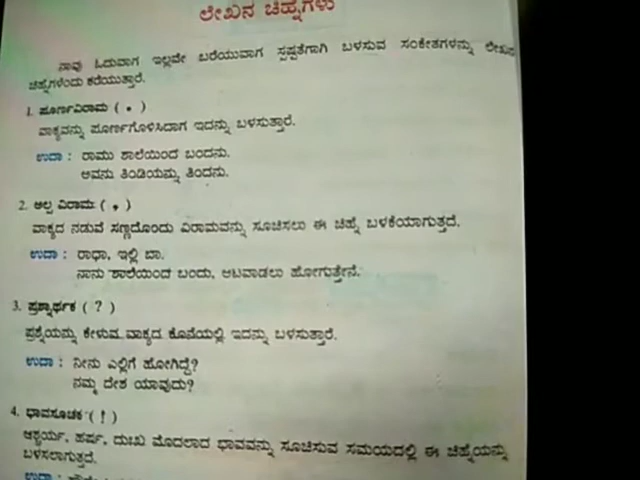 ಲೇಖನ ಚಿಹ್ನೆಗಳು
ನಾವು ಓದುವಾಗ ಇಲ್ಲವೇ ಬರೆಯುವಾಗ ಸ್ಪಷ್ಟತೆಗಾಗಿ ಬಳಸುವ ಸಂಕೇತಗಳನ್ನು ಲೇಖನ
ಚಿಹ್ನೆಗಳೆಂದು ಕರೆಯುತ್ತಾರೆ.
1. ಪೂರ್ಣವಿರಾಮ ( . )
ವಾಕ್ಯವನ್ನು ಪೂರ್ಣಗೊಳಿಸಿದಾಗ ಇದನ್ನು ಬಳಸುತ್ತಾರೆ.
ಉದಾ : ರಾಮು ಶಾಲೆಯಿಂದ ಬಂದನು.
ಅವನು ತಿಂಡಿಯನ್ನು ತಿಂದನು.
2. ಅಲ್ಪ ವಿರಾಮ ( , )
ವಾಕ್ಯದ ನಡುವೆ ಸಣ್ಣದೊಂದು ವಿರಾಮವನ್ನು ಸೂಚಿಸಲು ಈ ಚಿಹ್ನೆ ಬಳಕೆಯಾಗುತ್ತದೆ.
ಉದಾ : ರಾಧಾ, ಇಲ್ಲಿ ಬಾ.
ನಾನು ಶಾಲೆಯಿಂದ ಬಂದು, ಆಟವಾಡಲು ಹೋಗುತ್ತೇನೆ.
3. ಪ್ರಶ್ನಾರ್ಥಕ ( ? )
ಪ್ರಶ್ನೆಯನ್ನು ಕೇಳುವ ವಾಕ್ಯದ ಕೊನೆಯಲ್ಲಿ ಇದನ್ನು ಬಳಸುತ್ತಾರೆ.
ಉದಾ : ನೀನು ಎಲ್ಲಿಗೆ ಹೋಗಿದ್ದೆ?
ನಮ್ಮ ದೇಶ ಯಾವುದು?
4. ಭಾವಸೂಚಕ ( ! )
ಆಶ್ಚರ್ಯ, ಹರ್ಷ, ದುಃಖ ಮೊದಲಾದ ಭಾವವನ್ನು ಸೂಚಿಸುವ ಸಮಯದಲ್ಲಿ ಈ ಚಿಹ್ನೆಯನ್ನು
ಬಳಸಲಾಗುತ್ತದೆ.
ಉದಾ :